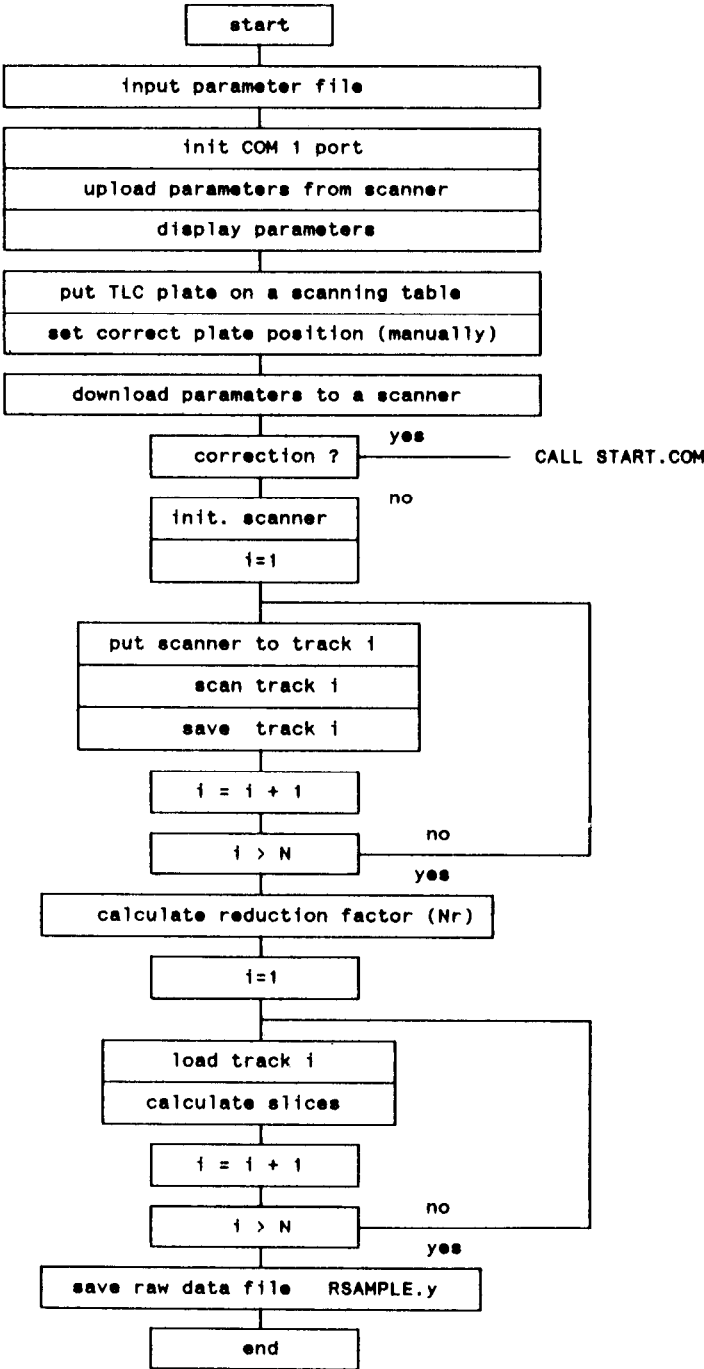 start
input parameter file
init COM 1 port
upload parameters from scanner
display parameters
put TLC plate on a scanning table
set correct plate position (manually)
download paramaters to a scanner
yes
correction ?
CALL START.COM
no
init. scanner
i=1
put scanner to track i
scan track i
save track i
i = i + 1
no
i > N
yes
calculate reduction factor (Nr)
i=1
load track i
calculate slices
i = i + 1
no
i > N
yes
save raw data file RSAMPLE.y
end